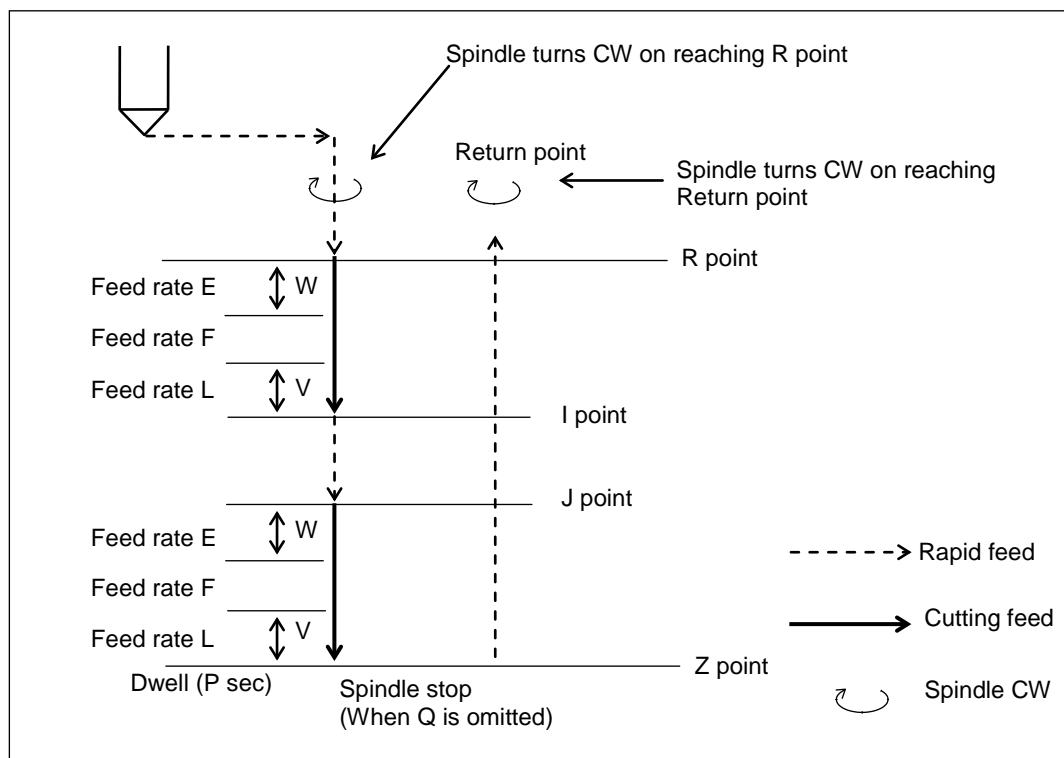 Spindle turns CW on reaching R point
Return point
Spindle turns CW on reaching
Return point
R point
Feed rate E
W
Feed rate F
Feed rate L
V
I point
J point
Feed rate E
W
Feed rate F
Feed rate L
V
Z point
Dwell (P sec)
Spindle stop
(When Q is omitted)
Rapid feed
Cutting feed
Spindle CW